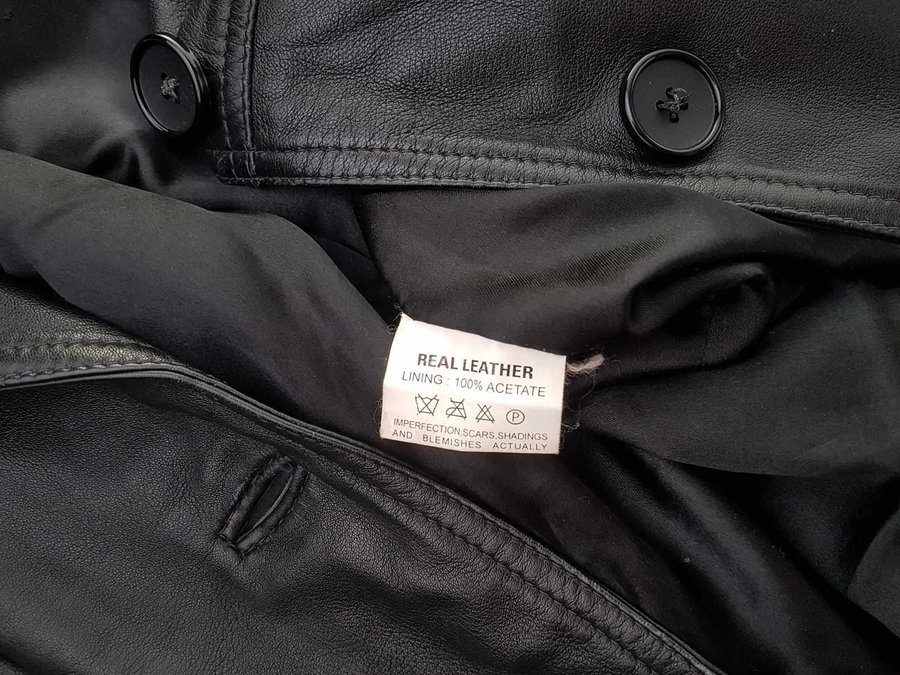 REAL LEATHER
LINING : 100% ACETATE
P
IMPERFECTION,SCARS,SHADINGS
AND BLEMISHES ACTUALLY